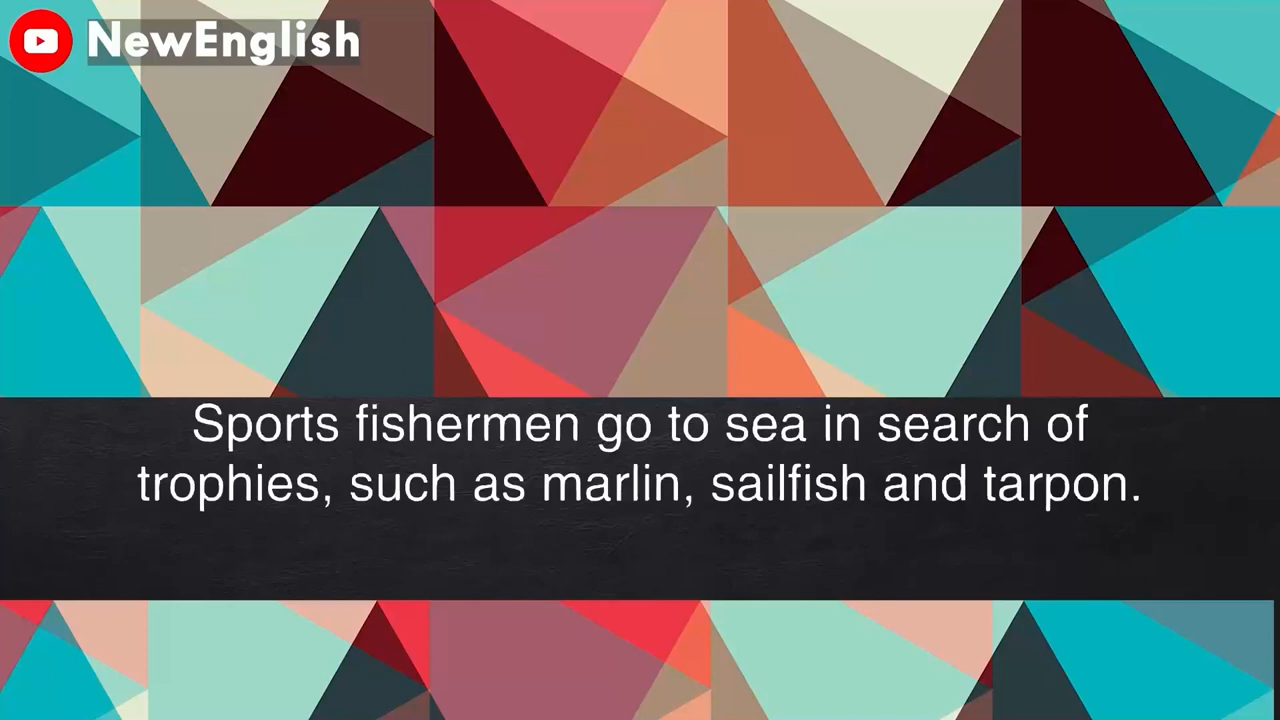 NewEnglish
Sports fishermen go to sea in search of
trophies, such as marlin, sailfish and tarpon.